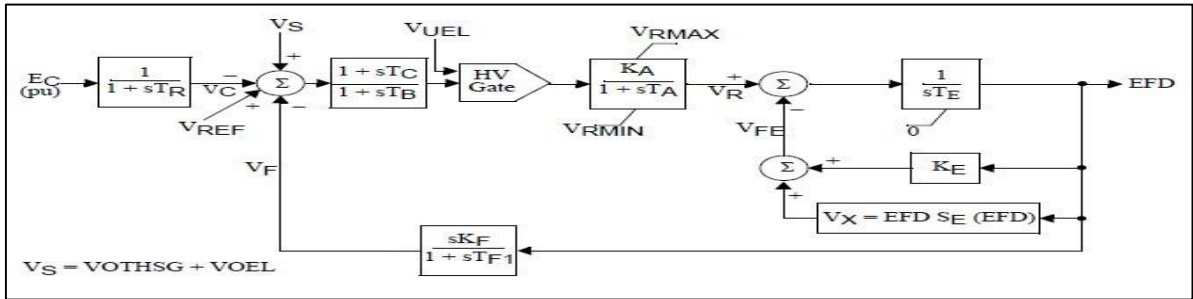 VS
VUEL
VRMAX
EC
(pu)
1
1 + sTR
VC
−
+
Σ
+
−
VREF
1 + sTC
1 + sTB
HV
Gate
KA
1 + sTA
VRMIN
VR
+
Σ
−
VFE
1
sTE
0
EFD
Σ
+
+
KE
VX = EFD SE (EFD)
VF
sKF
1 + sTF1
VS = VOTHSG + VOEL